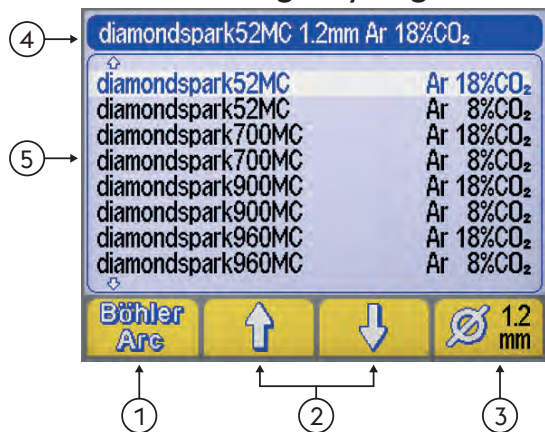 4
diamondspark52MC 1.2mm Ar 18%CO₂
5
diamondspark52MC Ar 18%CO₂
diamondspark52MC Ar 8%CO₂
diamondspark700MC Ar 18%CO₂
diamondspark700MC Ar 8%CO₂
diamondspark900MC Ar 18%CO₂
diamondspark900MC Ar 8%CO₂
diamondspark960MC Ar 18%CO₂
diamondspark960MC Ar 8%CO₂
Böhler
Arc
1.2
mm
1
2
3